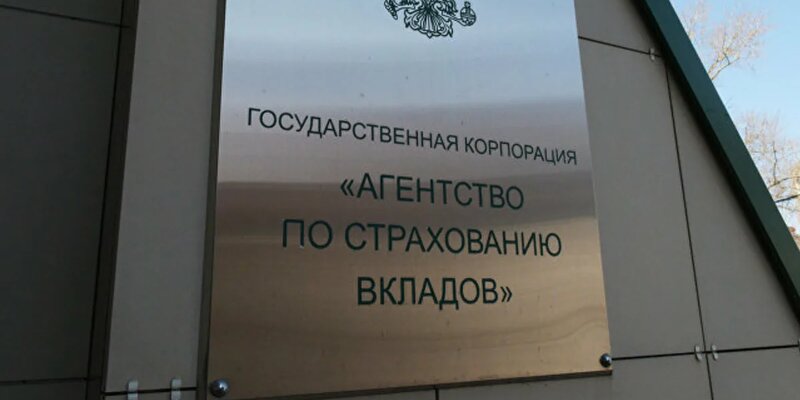 ГОСУДАРСТВЕННАЯ КОРПОРАЦИЯ
«АГЕНТСТВО
ПО СТРАХОВАНИЮ
ВКЛАДОВ»